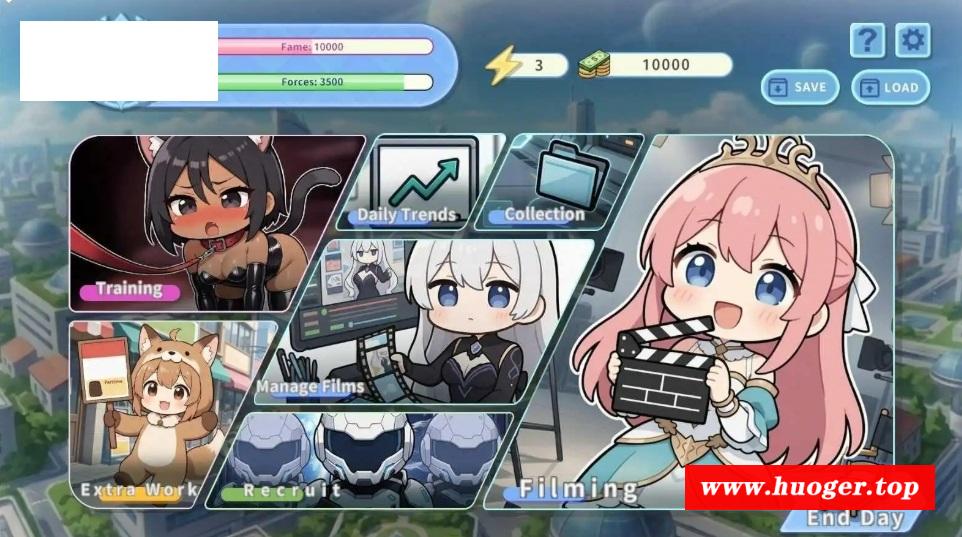 Fame: 10000
Forces: 3500
3
10000
?
SAVE
LOAD
Training
Daily Trends
Collection
Manage Films
Extra Work
Recruit
Filming
www.huoger.top
End Day